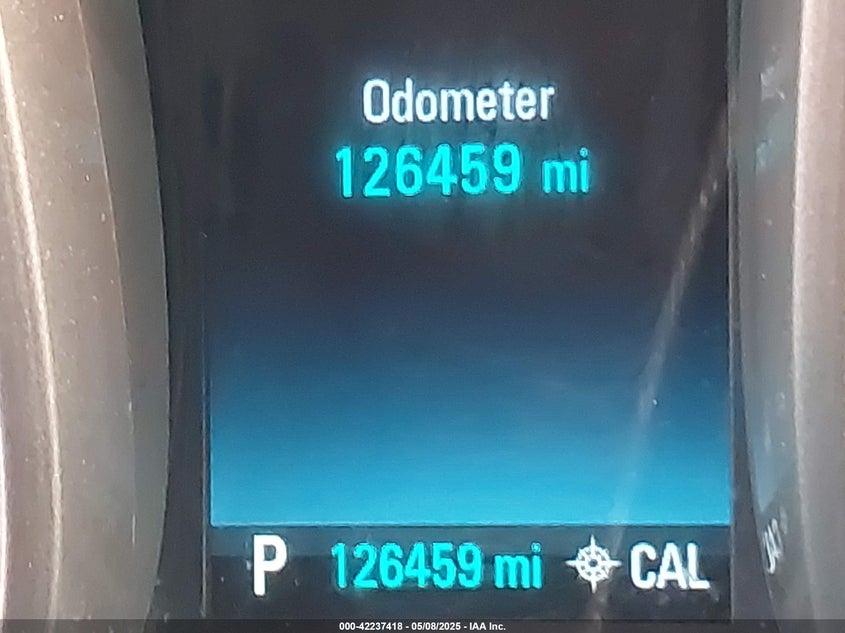 Odometer
126459 mi
P 126459 mi CAL
000-42237418 - 05/08/2025 - IAA Inc.